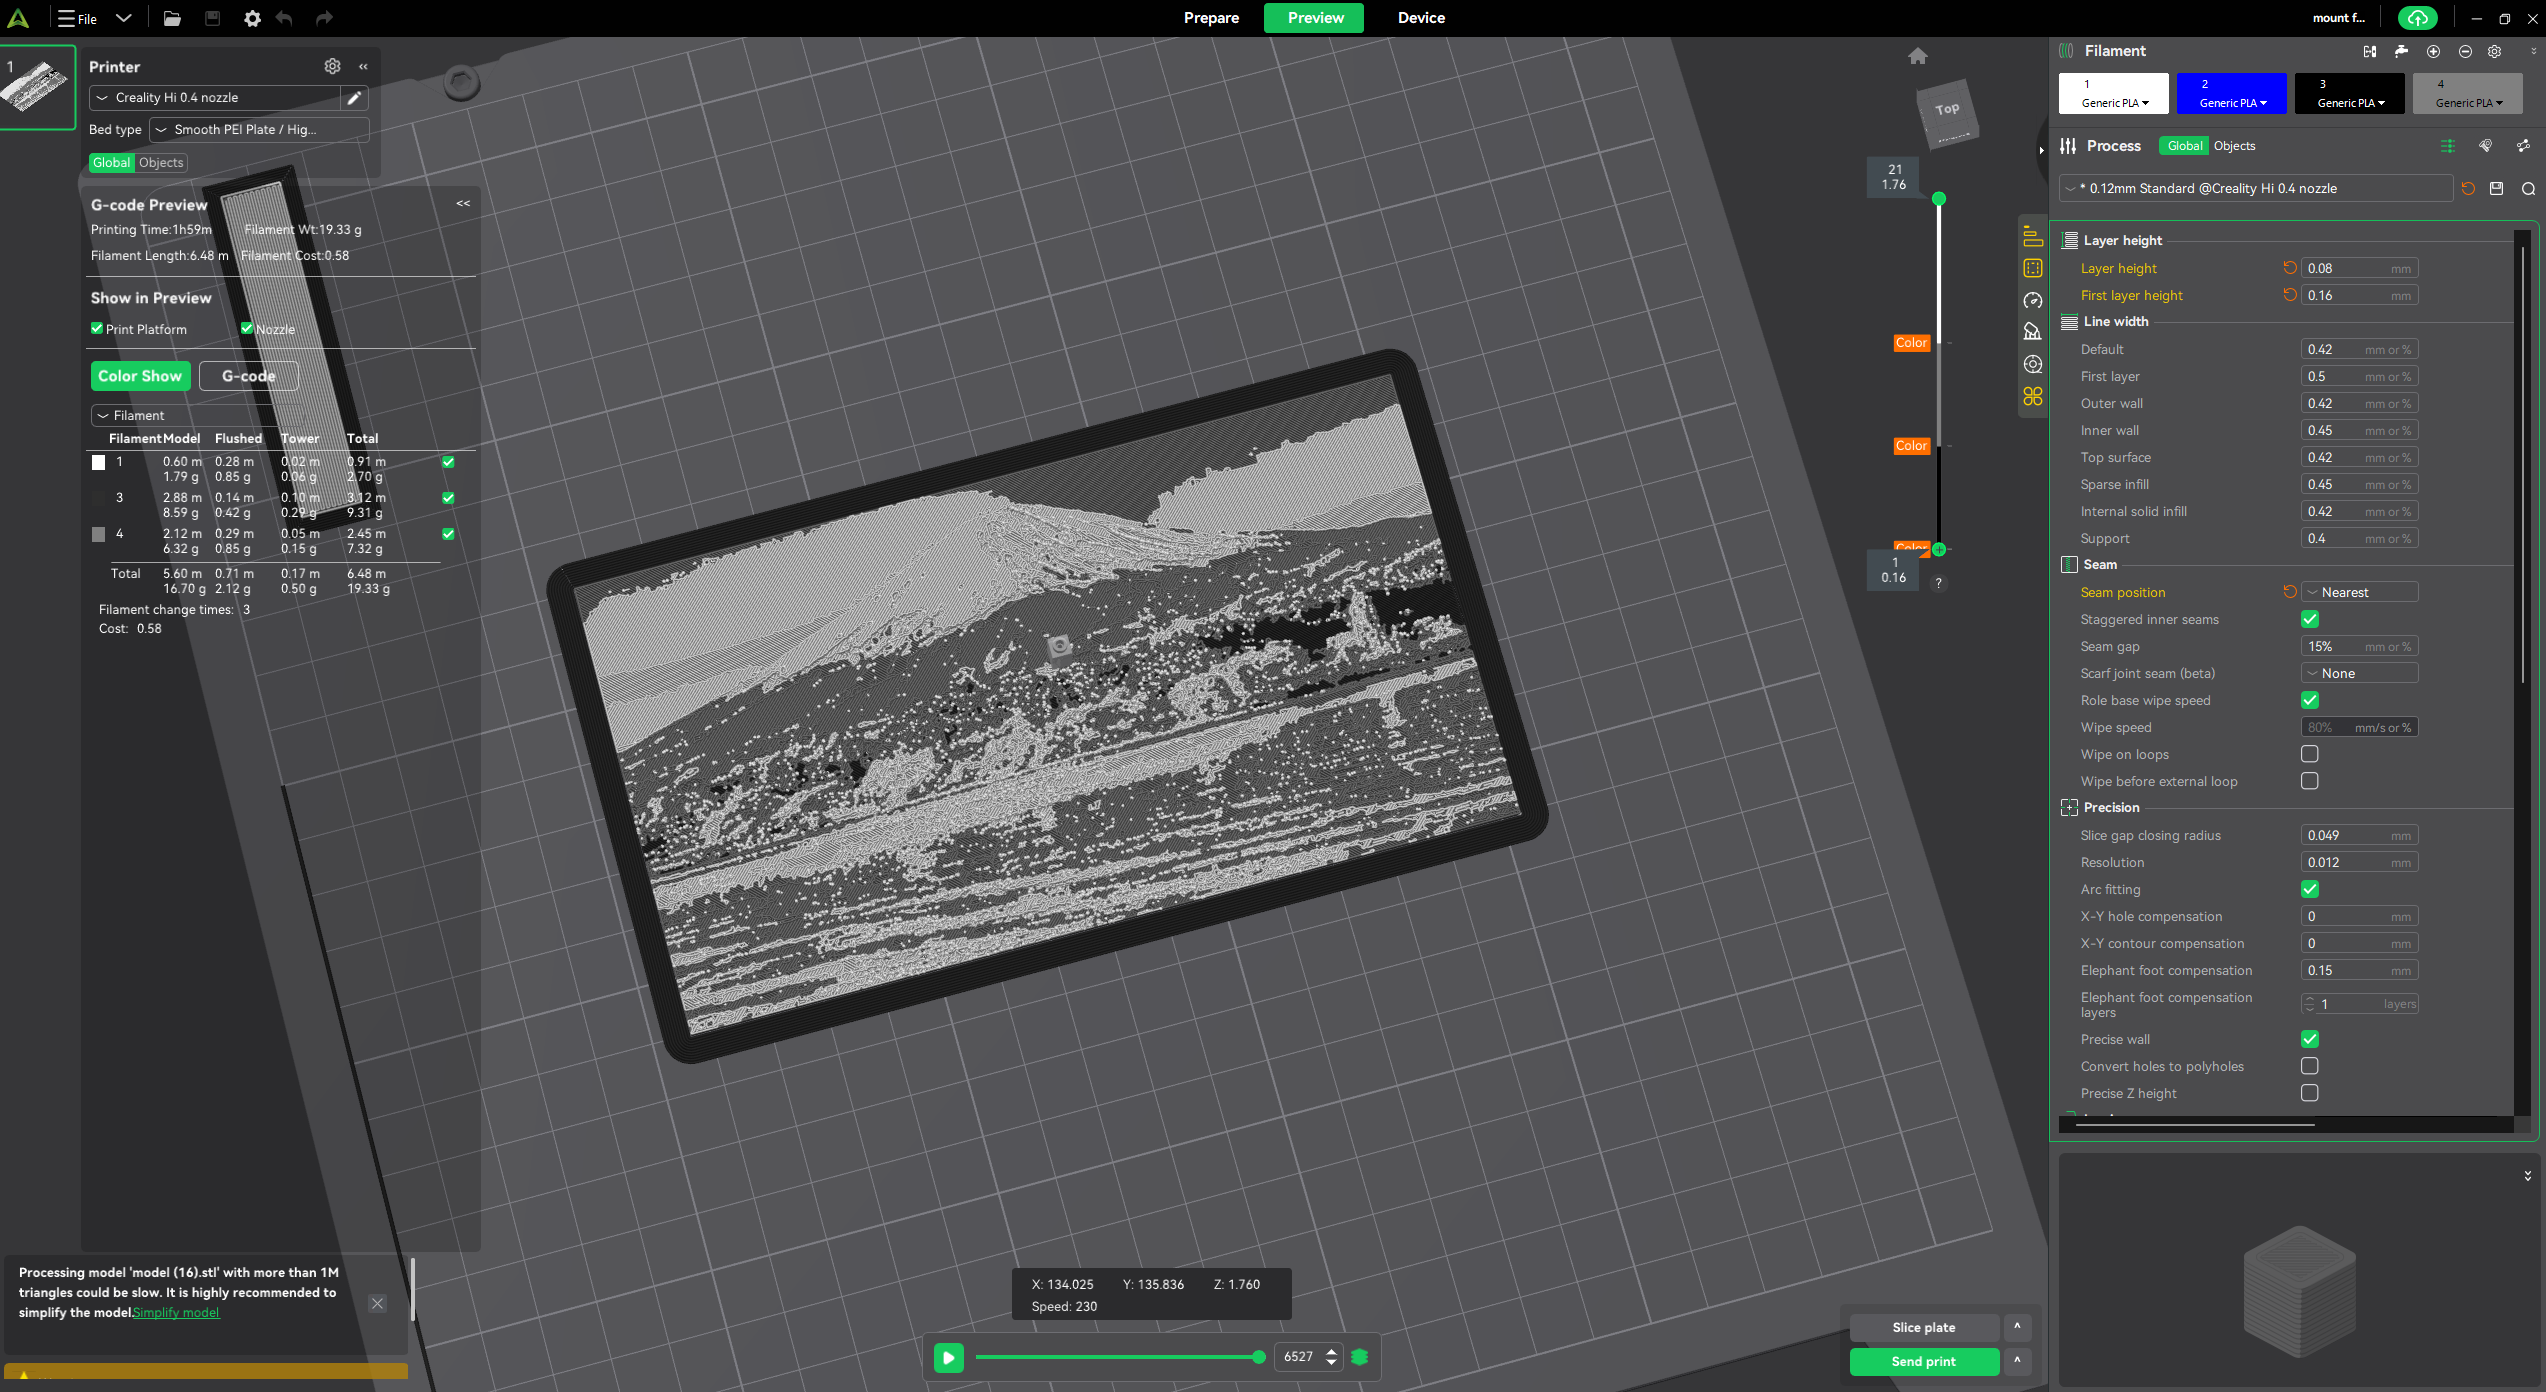 File
Prepare
Preview
Device
mount f...
1
Printer
Creality Hi 0.4 nozzle
Bed type
Smooth PEI Plate / Hig...
Global
Objects
G-code Preview
<<
Printing Time:1h59m
Filament Wt:19.33 g
Filament Length:6.48 m
Filament Cost:0.58
Show in Preview
Print Platform
Nozzle
Color Show
G-code
Filament
Filament Model Flushed Tower Total
1 0.60 m 0.28 m 0.02 m 0.91 m
1.79 g 0.85 g 0.06 g 2.70 g
3 2.88 m 0.14 m 0.10 m 3.12 m
8.59 g 0.42 g 0.29 g 9.31 g
4 2.12 m 0.29 m 0.05 m 2.45 m
6.32 g 0.85 g 0.15 g 7.32 g
Total 5.60 m 0.71 m 0.17 m 6.48 m
16.70 g 2.12 g 0.50 g 19.33 g
Filament change times: 3
Cost: 0.58
Processing model 'model (16).stl' with more than 1M
triangles could be slow. It is highly recommended to
simplify the model.Simplify model
Top
21
1.76
Color
Color
Color
1
0.16
?
X: 134.025 Y: 135.836 Z: 1.760
Speed: 230
6527
Slice plate
Send print
Filament
1
Generic PLA
2
Generic PLA
3
Generic PLA
4
Generic PLA
Process
Global
Objects
* 0.12mm Standard @Creality Hi 0.4 nozzle
Layer height
Layer height 0.08 mm
First layer height 0.16 mm
Line width
Default 0.42 mm or %
First layer 0.5 mm or %
Outer wall 0.42 mm or %
Inner wall 0.45 mm or %
Top surface 0.42 mm or %
Sparse infill 0.45 mm or %
Internal solid infill 0.42 mm or %
Support 0.4 mm or %
Seam
Seam position Nearest
Staggered inner seams
Seam gap 15% mm or %
Scarf joint seam (beta) None
Role base wipe speed
Wipe speed 80% mm/s or %
Wipe on loops
Wipe before external loop
Precision
Slice gap closing radius 0.049 mm
Resolution 0.012 mm
Arc fitting
X-Y hole compensation 0 mm
X-Y contour compensation 0 mm
Elephant foot compensation 0.15 mm
Elephant foot compensation
layers 1 layers
Precise wall
Convert holes to polyholes
Precise Z height